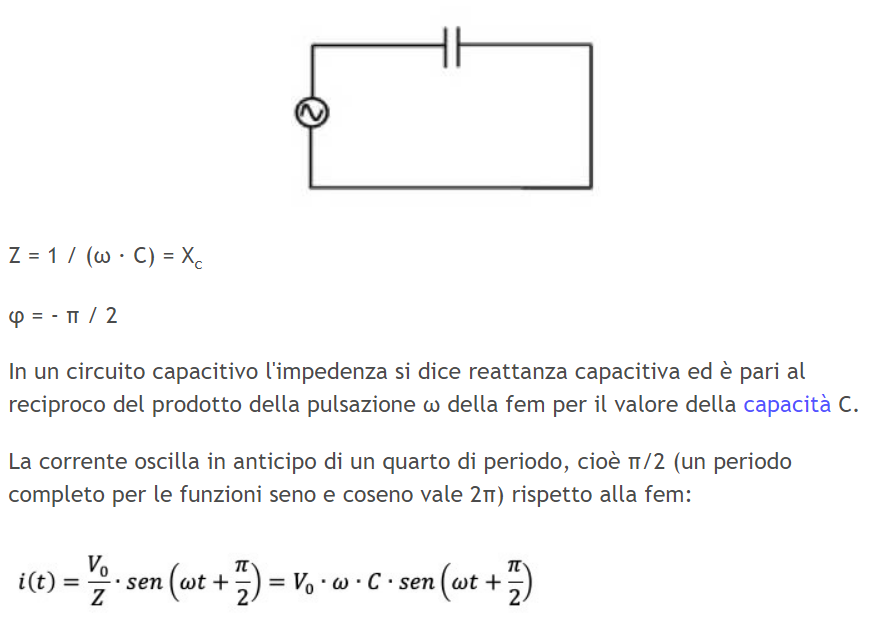 Z = 1 / (ω · C) = Xc
φ = - π / 2
In un circuito capacitivo l'impedenza si dice reattanza capacitiva ed è pari al
reciproco del prodotto della pulsazione ω della fem per il valore della capacità C.
La corrente oscilla in anticipo di un quarto di periodo, cioè π/2 (un periodo
completo per le funzioni seno e coseno vale 2π) rispetto alla fem:
i(t) = V₀/Z · sen (ωt + π/2) = V₀ · ω · C · sen (ωt + π/2)